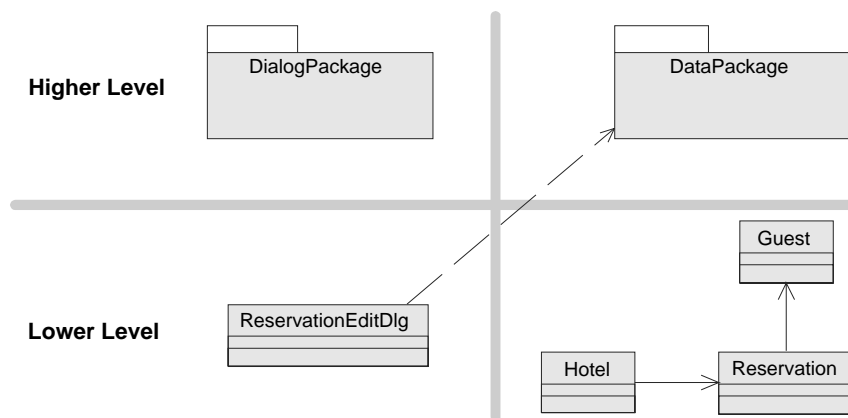 DialogPackage
DataPackage
Higher Level
Guest
ReservationEditDlg
Lower Level
Hotel
Reservation